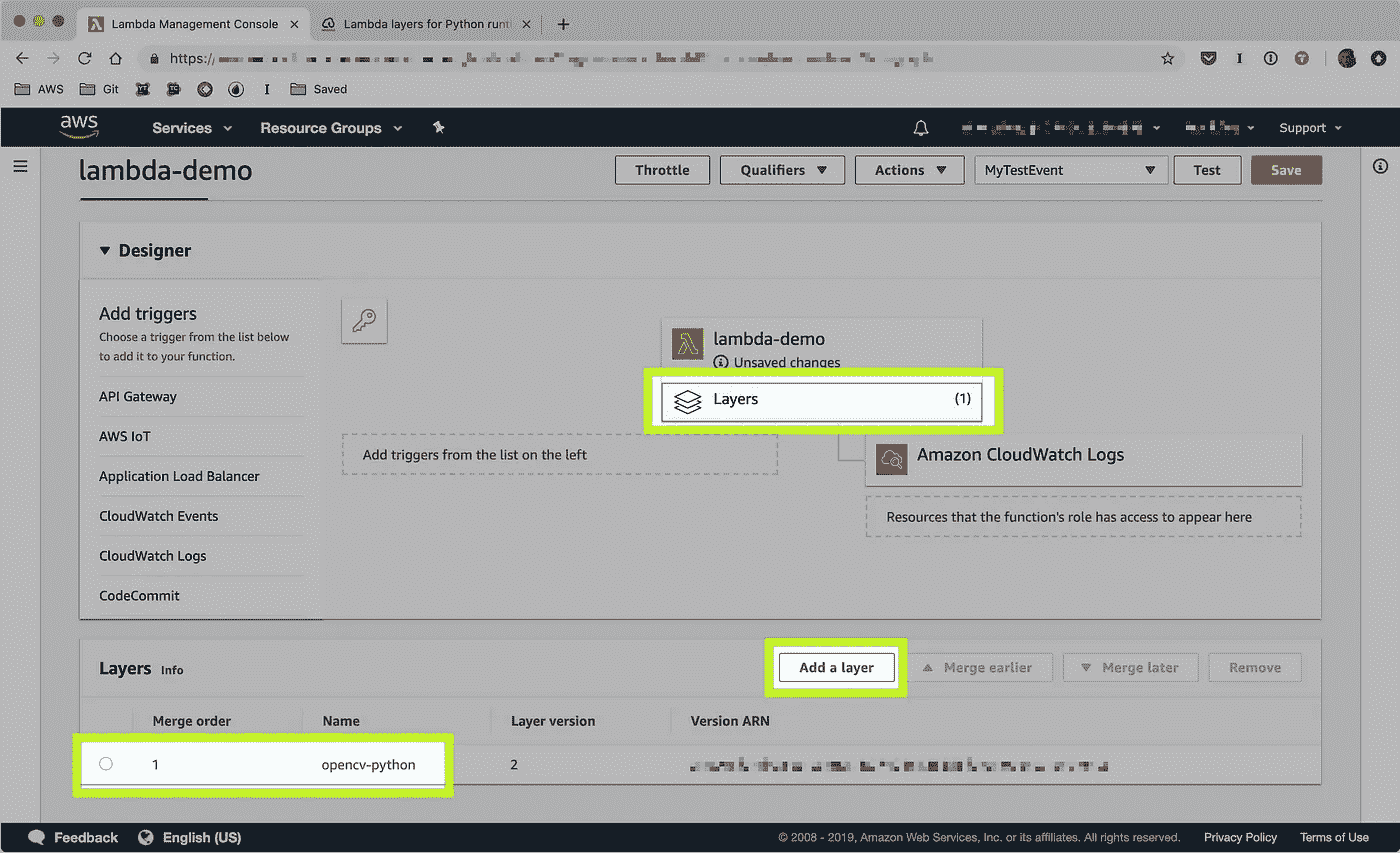 Lambda Management Console
Lambda layers for Python runt
https://
AWS Git Saved
aws Services Resource Groups Support
lambda-demo Throttle Qualifiers Actions MyTestEvent Test Save
Designer
Add triggers
Choose a trigger from the list below
to add it to your function.
API Gateway
AWS IoT
Application Load Balancer
CloudWatch Events
CloudWatch Logs
CodeCommit
lambda-demo
Unsaved changes
Layers (1)
Add triggers from the list on the left
Amazon CloudWatch Logs
Resources that the function's role has access to appear here
Layers Info Add a layer Merge earlier Merge later Remove
Merge order Name Layer version Version ARN
1 opencv-python 2
Feedback English (US) © 2008 - 2019, Amazon Web Services, Inc. or its affiliates. All rights reserved. Privacy Policy Terms of Use